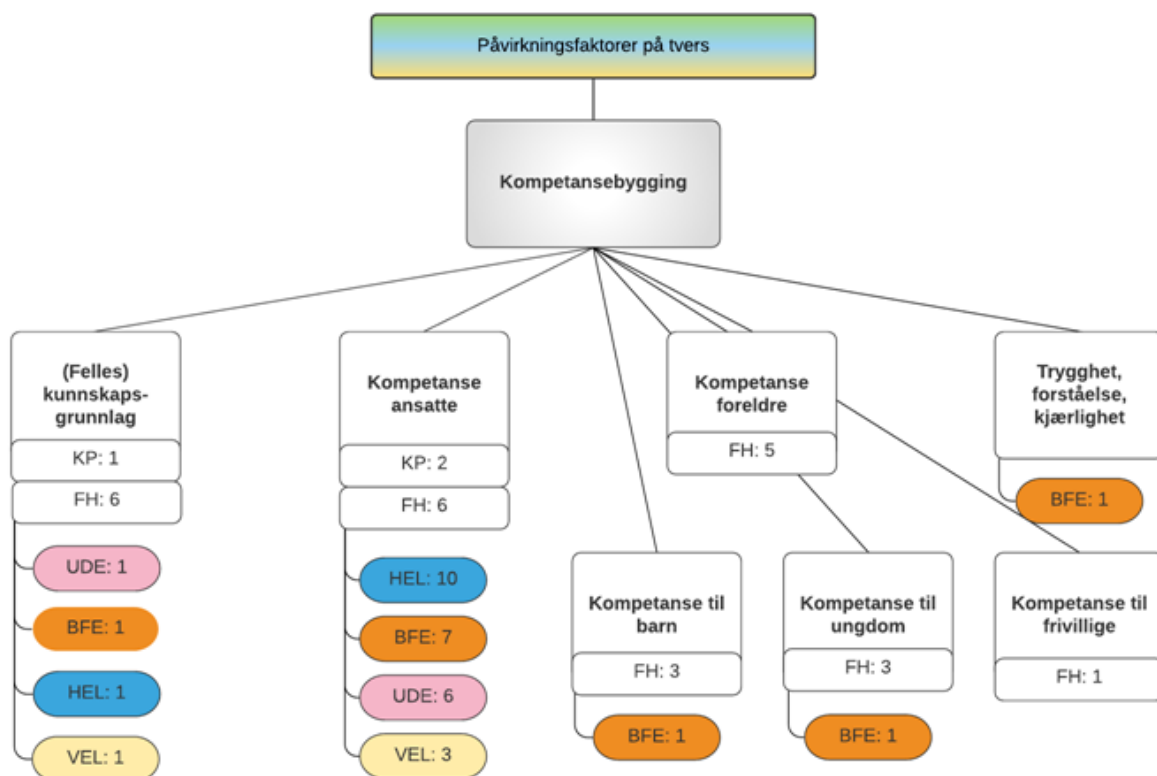 Påvirkningsfaktorer på tvers
Kompetansebygging
(Felles)
kunnskaps-
grunnlag
KP: 1
FH: 6
UDE: 1
BFE: 1
HEL: 1
VEL: 1
Kompetanse
ansatte
KP: 2
FH: 6
HEL: 10
BFE: 7
UDE: 6
VEL: 3
Kompetanse
foreldre
FH: 5
Trygghet,
forståelse,
kjærlighet
BFE: 1
Kompetanse til
barn
FH: 3
BFE: 1
Kompetanse til
ungdom
FH: 3
BFE: 1
Kompetanse til
frivillige
FH: 1